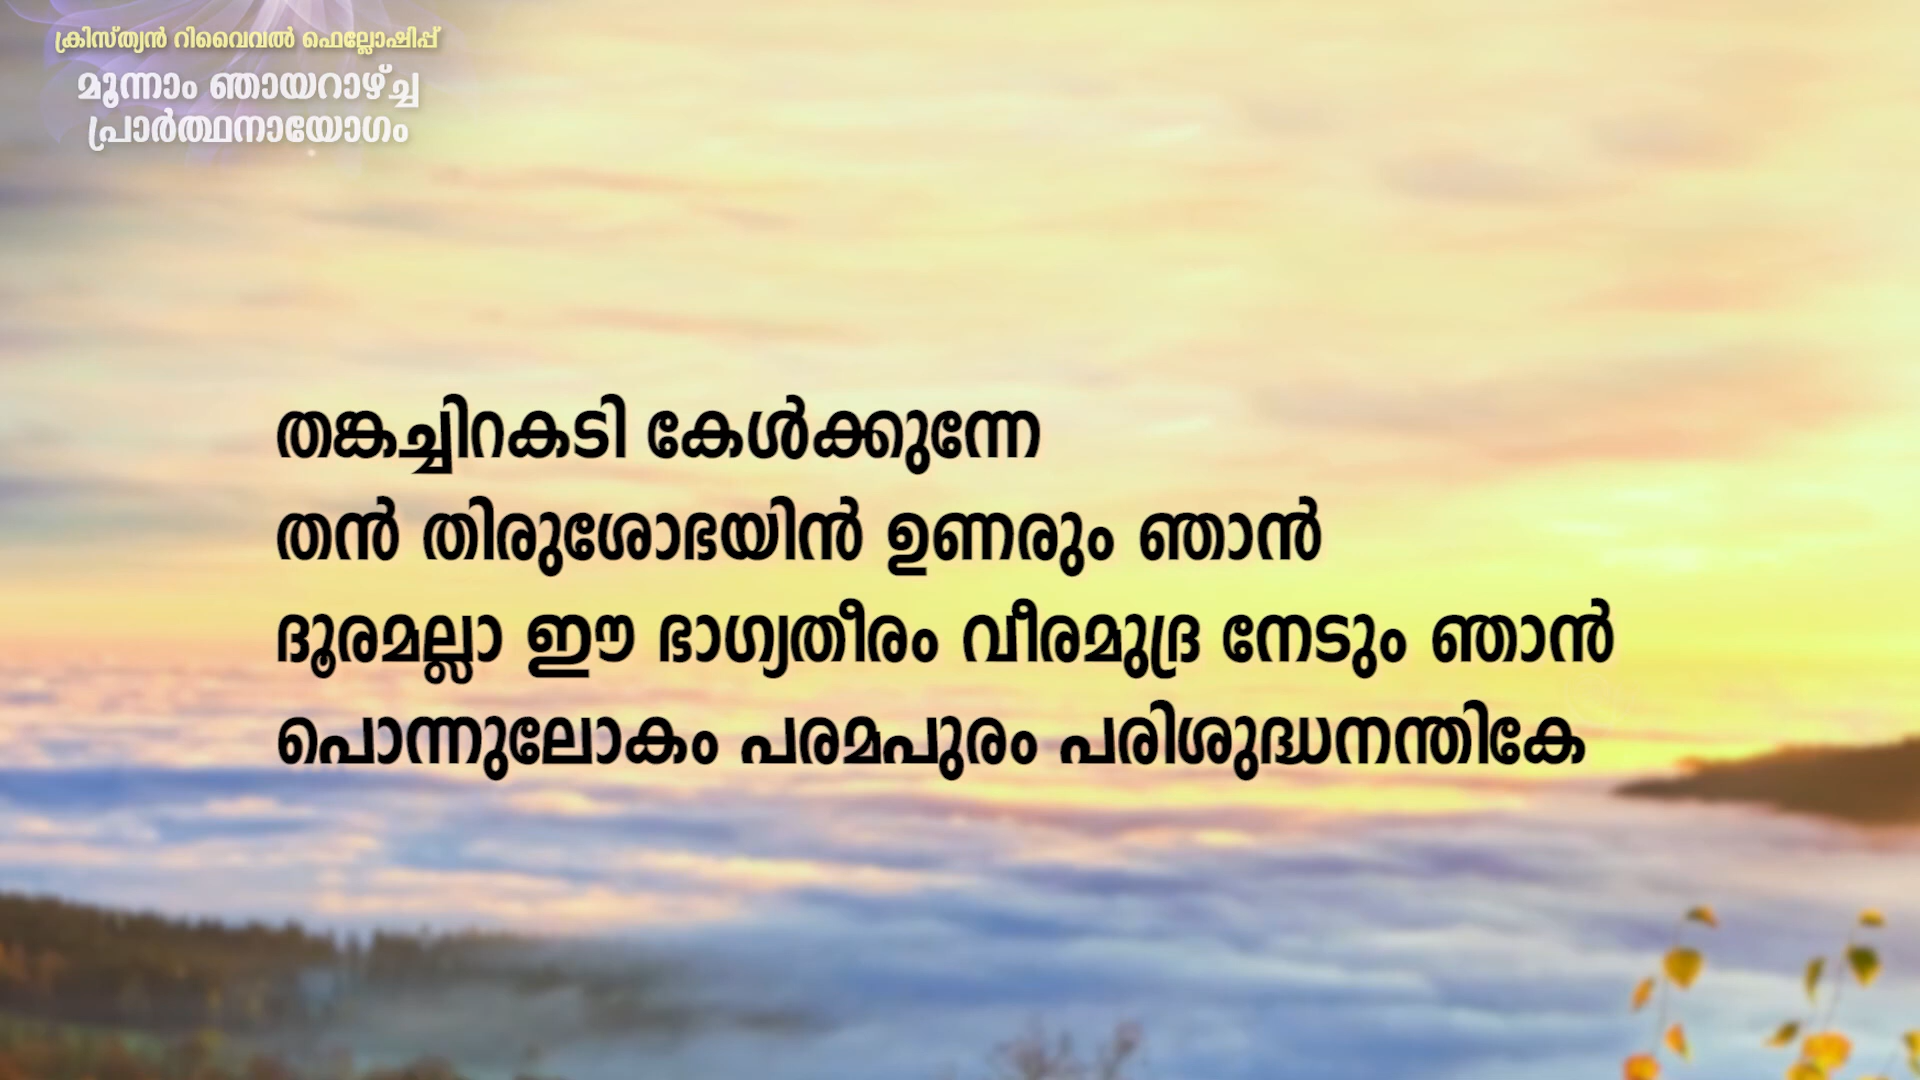 ക്രിസ്ത്യൻ റിവൈവൽ ഫെല്ലോഷിപ്പ്
മൂന്നാം ഞായറാഴ്ച്ച
പ്രാർത്ഥനായോഗം
തങ്കച്ചിറകടി കേൾക്കുന്നേ
തൻ തിരുശോഭയിൻ ഉണരും ഞാൻ
ദൂരമല്ലാ ഈ ഭാഗ്യതീരം വീരമുദ്ര നേടും ഞാൻ
പൊന്നുലോകം പരമപുരം പരിശുദ്ധനന്തികേ